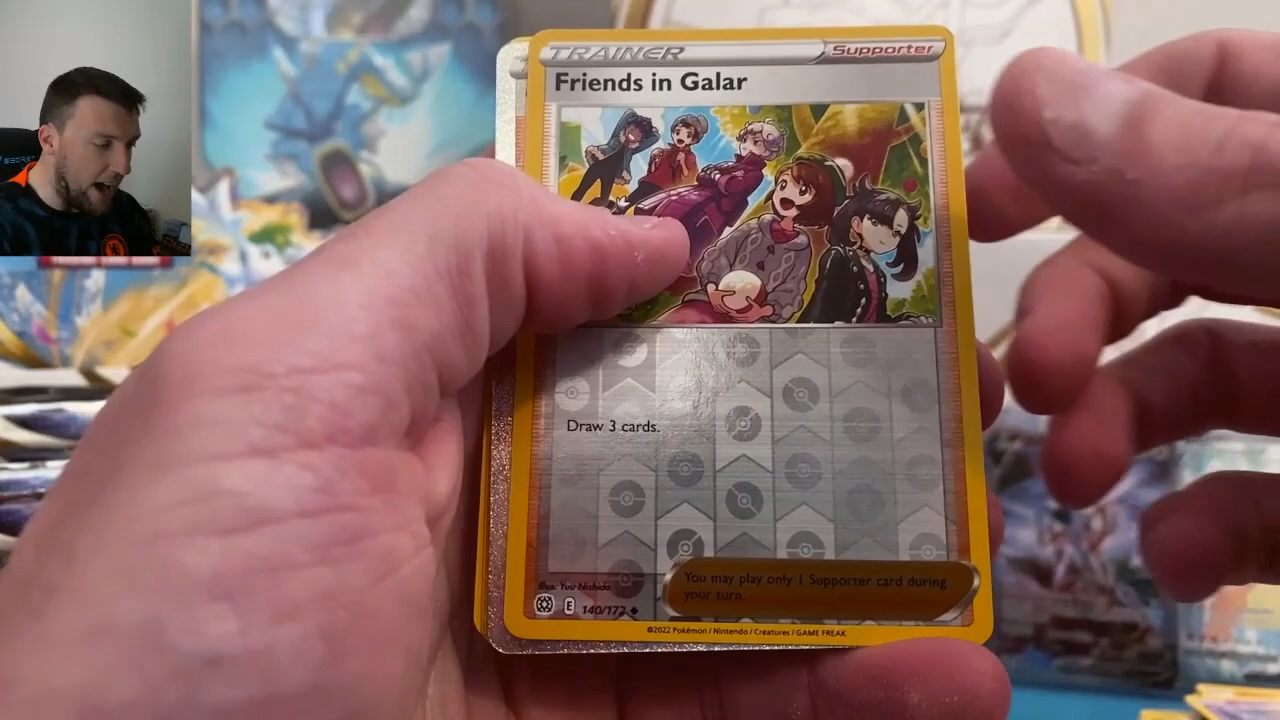 SECRET
TRAINER
Supporter
Friends in Galar
Draw 3 cards.
You may play only 1 Supporter card during
your turn.
Illus. Yuu Nishida
E 140/172
©2022 Pokémon / Nintendo / Creatures / GAME FREAK